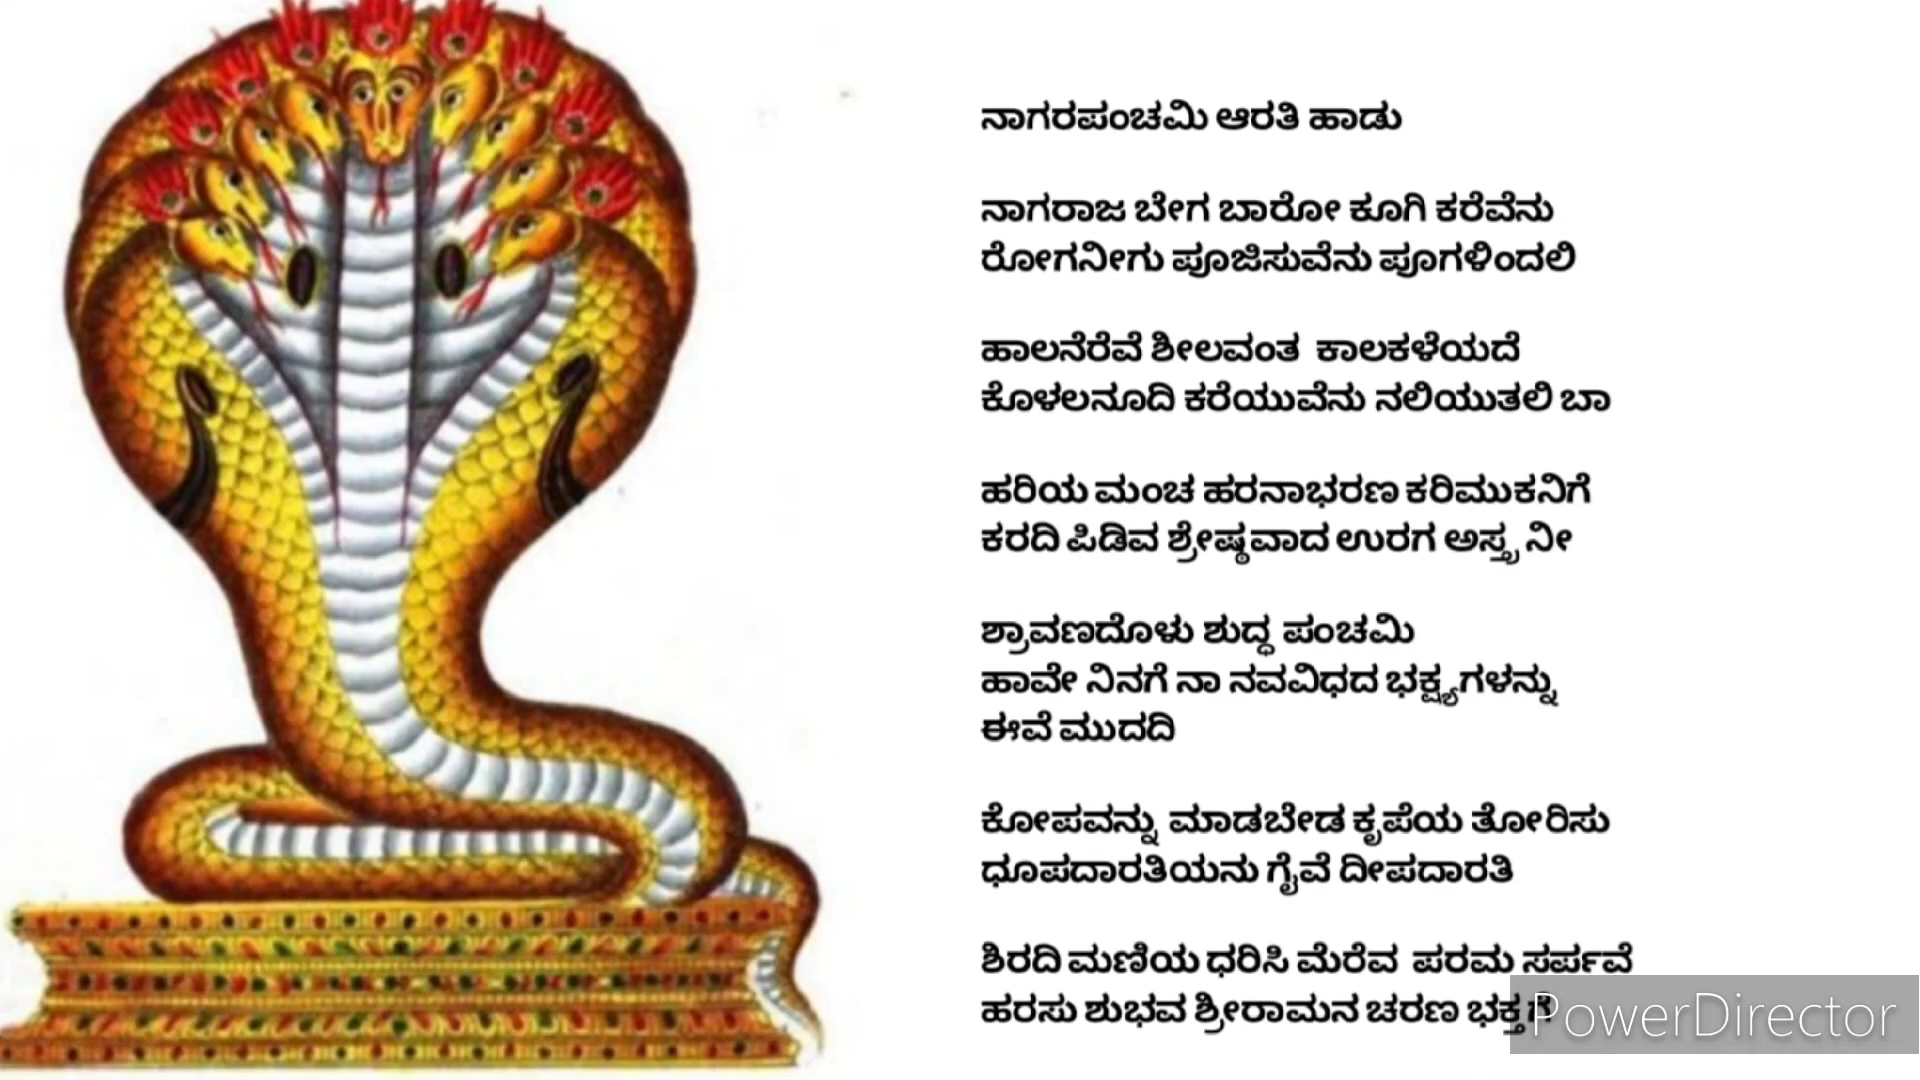 ನಾಗರಪಂಚಮಿ ಆರತಿ ಹಾಡು
ನಾಗರಾಜ ಬೇಗ ಬಾರೋ ಕೂಗಿ ಕರೆವೆನು
ರೋಗನೀಗು ಪೂಜಿಸುವೆನು ಪೂಗಳಿಂದಲಿ
ಹಾಲನೆರೆವೆ ಶೀಲವಂತ ಕಾಲಕಳೆಯದೆ
ಕೊಳಲನೂದಿ ಕರೆಯುವೆನು ನಲಿಯುತಲಿ ಬಾ
ಹರಿಯ ಮಂಚ ಹರನಾಭರಣ ಕರಿಮುಕನಿಗೆ
ಕರದಿ ಪಿಡಿವ ಶ್ರೇಷ್ಠವಾದ ಉರಗ ಅಸ್ತ್ರ ನೀ
ಶ್ರಾವಣದೊಳು ಶುದ್ಧ ಪಂಚಮಿ
ಹಾವೇ ನಿನಗೆ ನಾ ನವವಿಧದ ಭಕ್ಷ್ಯಗಳನ್ನು
ಈವೆ ಮುದದಿ
ಕೋಪವನ್ನು ಮಾಡಬೇಡ ಕೃಪೆಯ ತೋರಿಸು
ಧೂಪದಾರತಿಯನು ಗೈವೆ ದೀಪದಾರತಿ
ಶಿರದಿ ಮಣಿಯ ಧರಿಸಿ ಮೆರೆವ ಪರಮ ಸರ್ಪವೆ
ಹರಸು ಶುಭವ ಶ್ರೀರಾಮನ ಚರಣ ಭಕ್ತಗೆ
PowerDirector